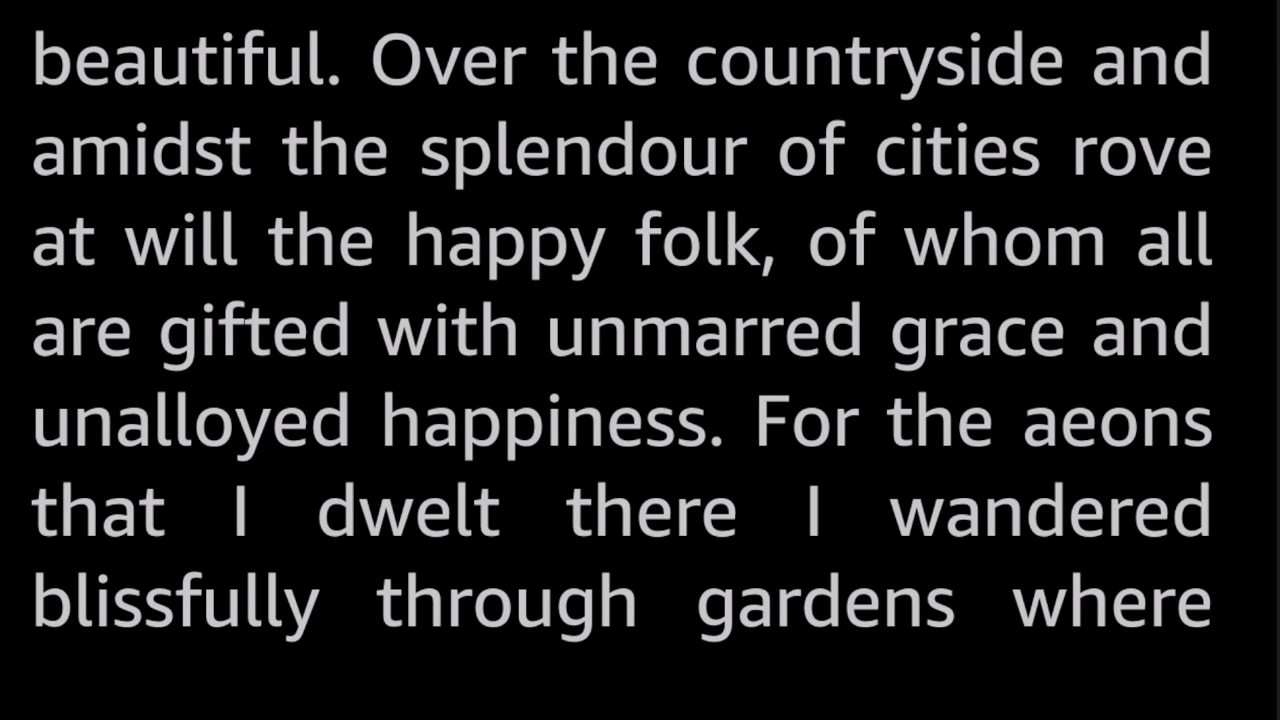 beautiful. Over the countryside and
amidst the splendour of cities rove
at will the happy folk, of whom all
are gifted with unmarred grace and
unalloyed happiness. For the aeons
that I dwelt there I wandered
blissfully through gardens where